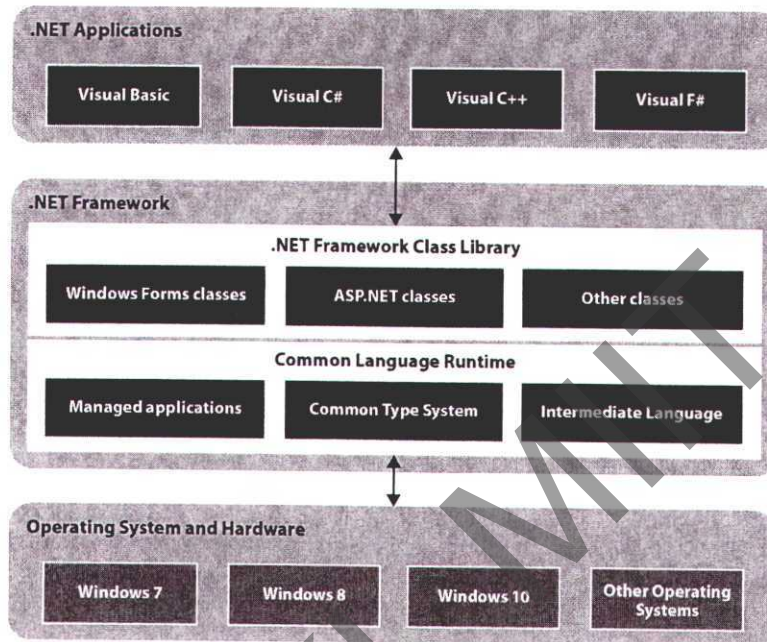 .NET Applications
Visual Basic
Visual C#
Visual C++
Visual F#
.NET Framework
.NET Framework Class Library
Windows Forms classes
ASP.NET classes
Other classes
Common Language Runtime
Managed applications
Common Type System
Intermediate Language
Operating System and Hardware
Windows 7
Windows 8
Windows 10
Other Operating
Systems
MIIT